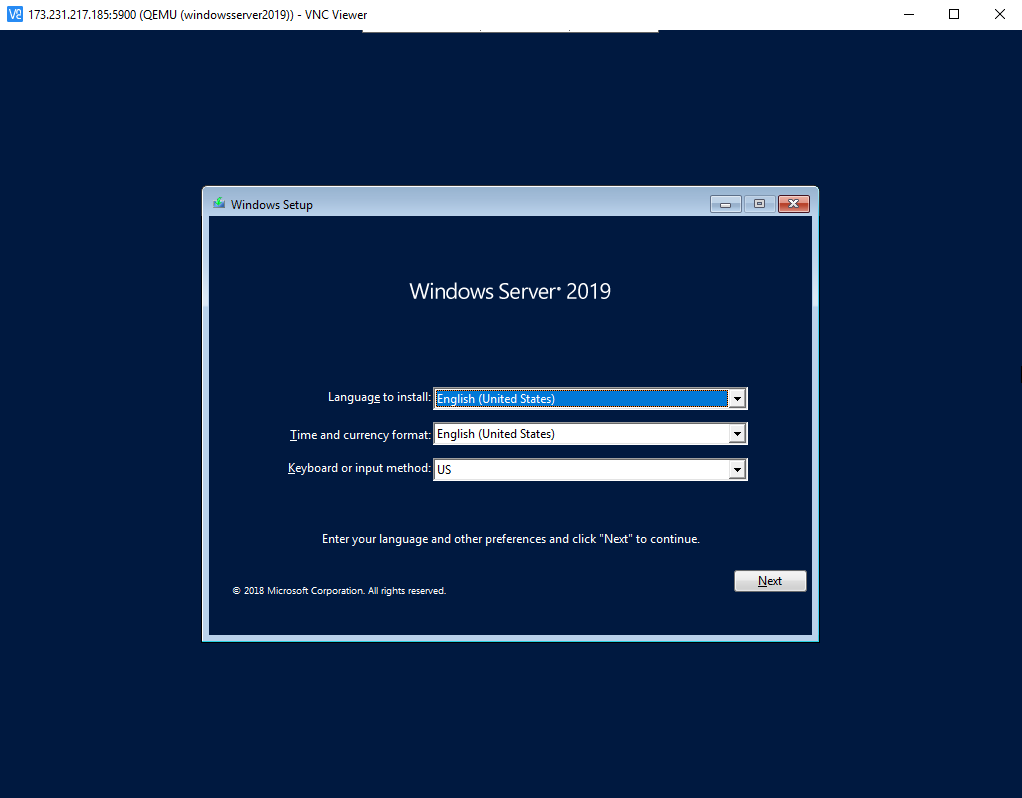 173.231.217.185:5900 (QEMU (windowsserver2019)) - VNC Viewer
Windows Setup
Windows Server® 2019
Language to install: English (United States)
Time and currency format: English (United States)
Keyboard or input method: US
Enter your language and other preferences and click "Next" to continue.
Next
© 2018 Microsoft Corporation. All rights reserved.